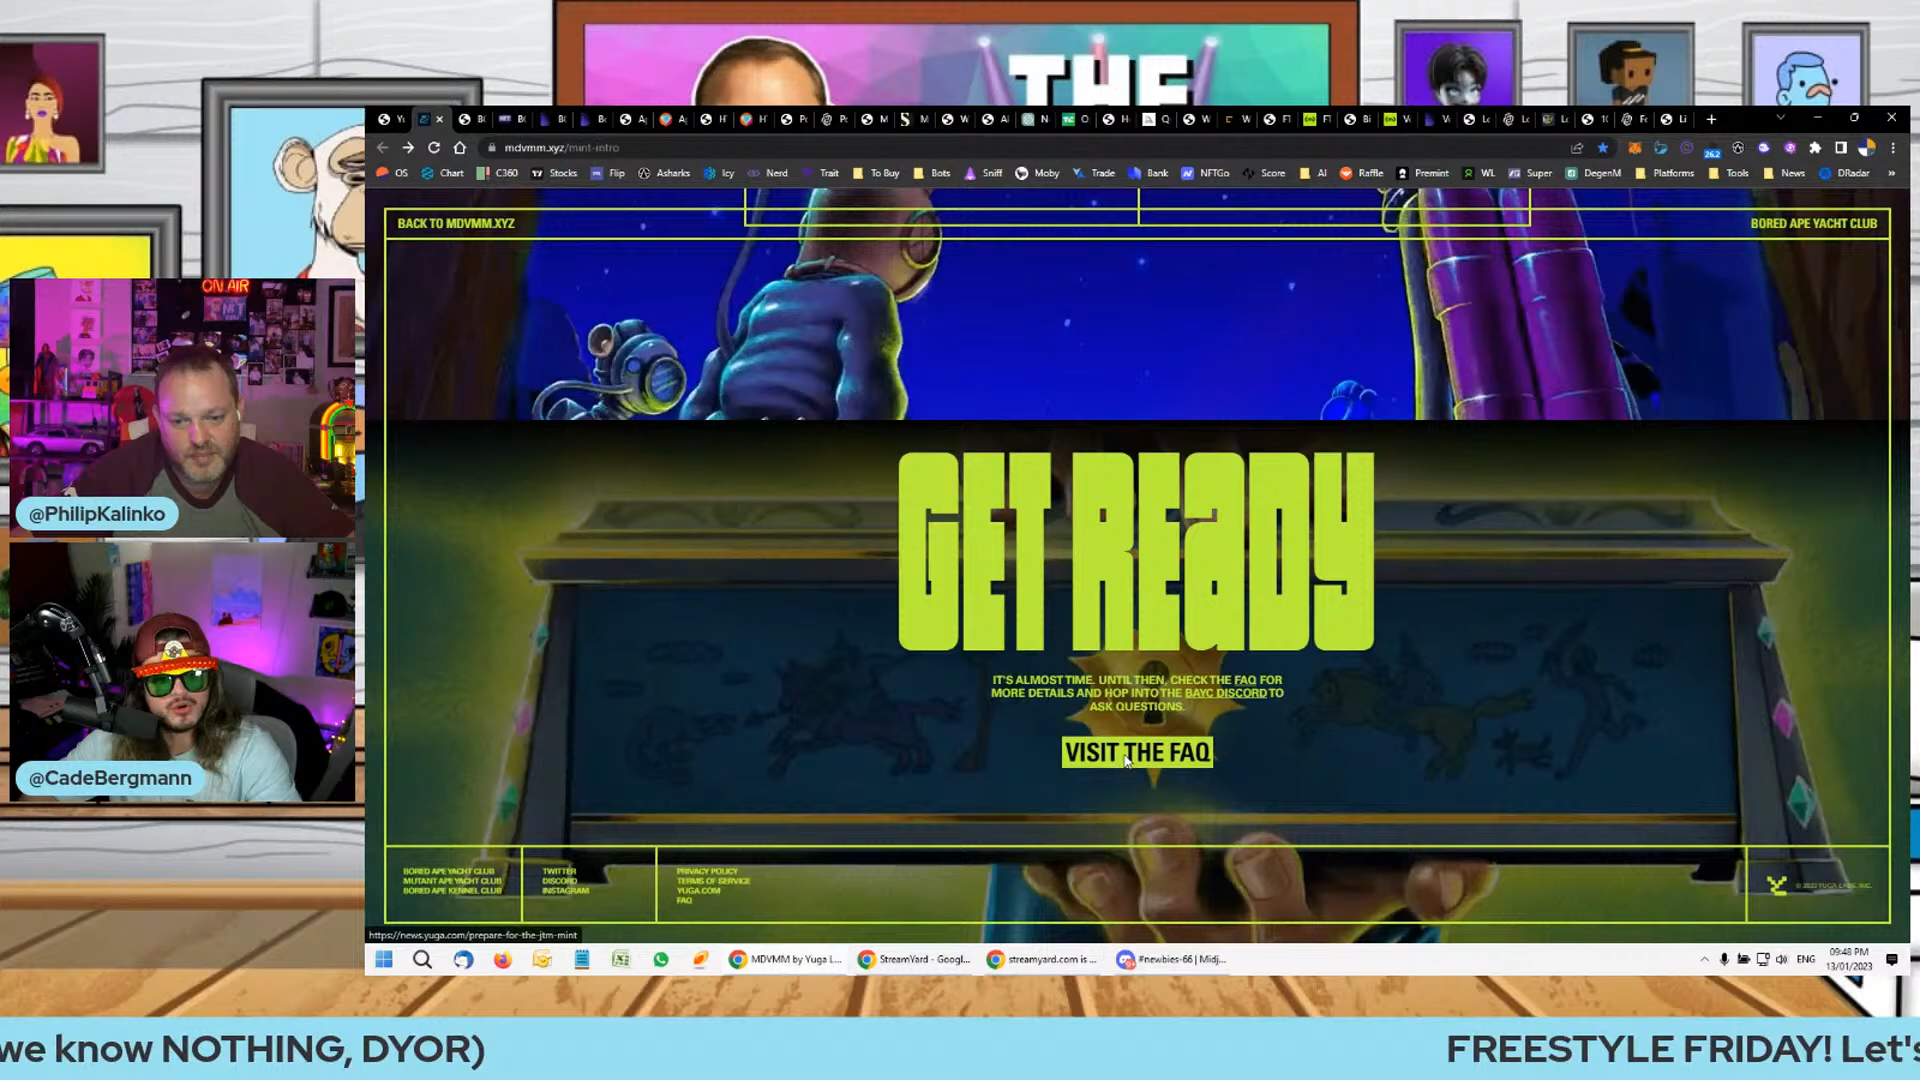 THE
mdvmm.xyz/mint-intro
OS
Chart
C360
Stocks
Flip
Asharks
Icy
Nerd
Trait
To Buy
Bots
Sniff
Moby
Trade
Bank
NFTGo
Score
AI
Raffle
Premint
WL
Super
DegenM
Platforms
Tools
News
DRadar
262
BACK TO MDVMM.XYZ
BORED APE YACHT CLUB
ON AIR
@PhilipKalinko
@CadeBergmann
GET READY
IT'S ALMOST TIME. UNTIL THEN, CHECK THE FAQ FOR
MORE DETAILS AND HOP INTO THE BAYC DISCORD TO
ASK QUESTIONS.
VISIT THE FAQ
BORED APE YACHT CLUB
MUTANT APE YACHT CLUB
BORED APE KENNEL CLUB
TWITTER
DISCORD
INSTAGRAM
PRIVACY POLICY
TERMS OF SERVICE
YUGA.COM
FAQ
https://news.yuga.com/prepare-for-the-jtm-mint
MDVMM by Yuga L...
StreamYard - Googl...
streamyard.com is ...
#newbies-66 | Midj...
ENG
09:48 PM
13/01/2023
we know NOTHING, DYOR)
FREESTYLE FRIDAY! Let's